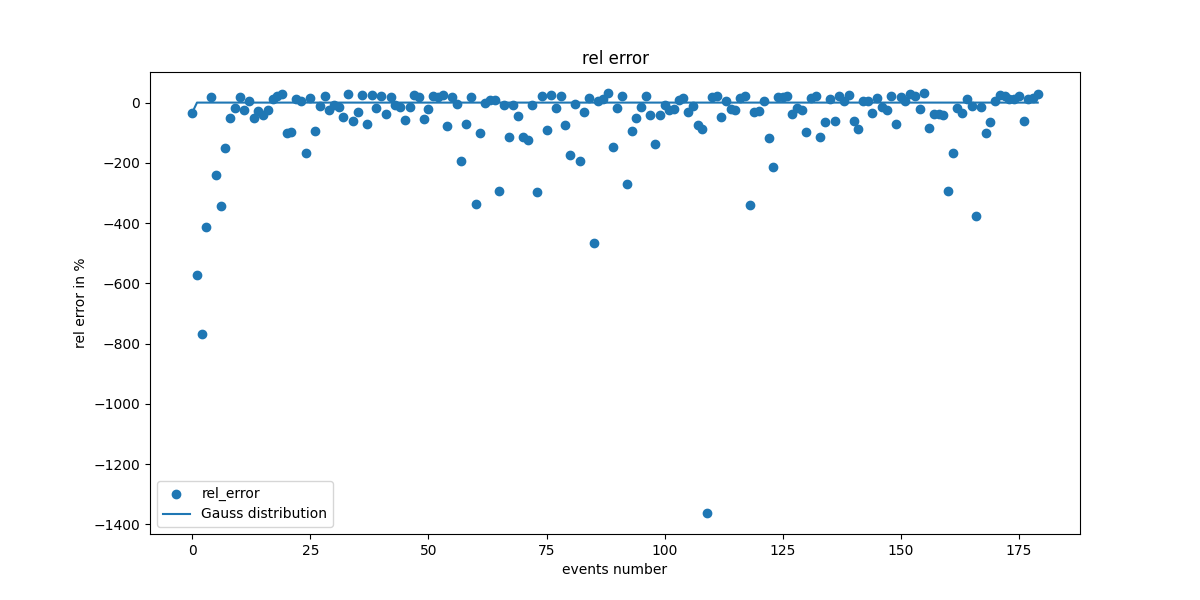 rel error
0
−200
−400
−600
−800
−1000
−1200
−1400
rel error in %
rel_error
Gauss distribution
0 25 50 75 100 125 150 175
events number